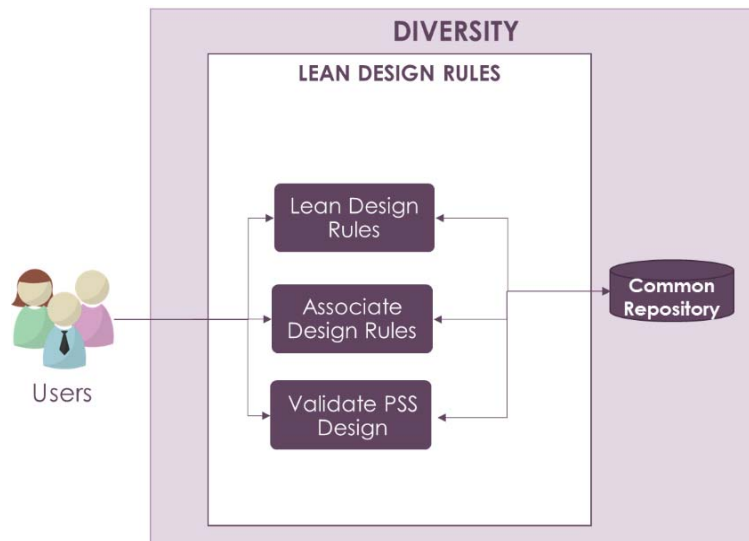 DIVERSITY
LEAN DESIGN RULES
Lean Design
Rules
Associate
Design Rules
Validate PSS
Design
Common
Repository
Users